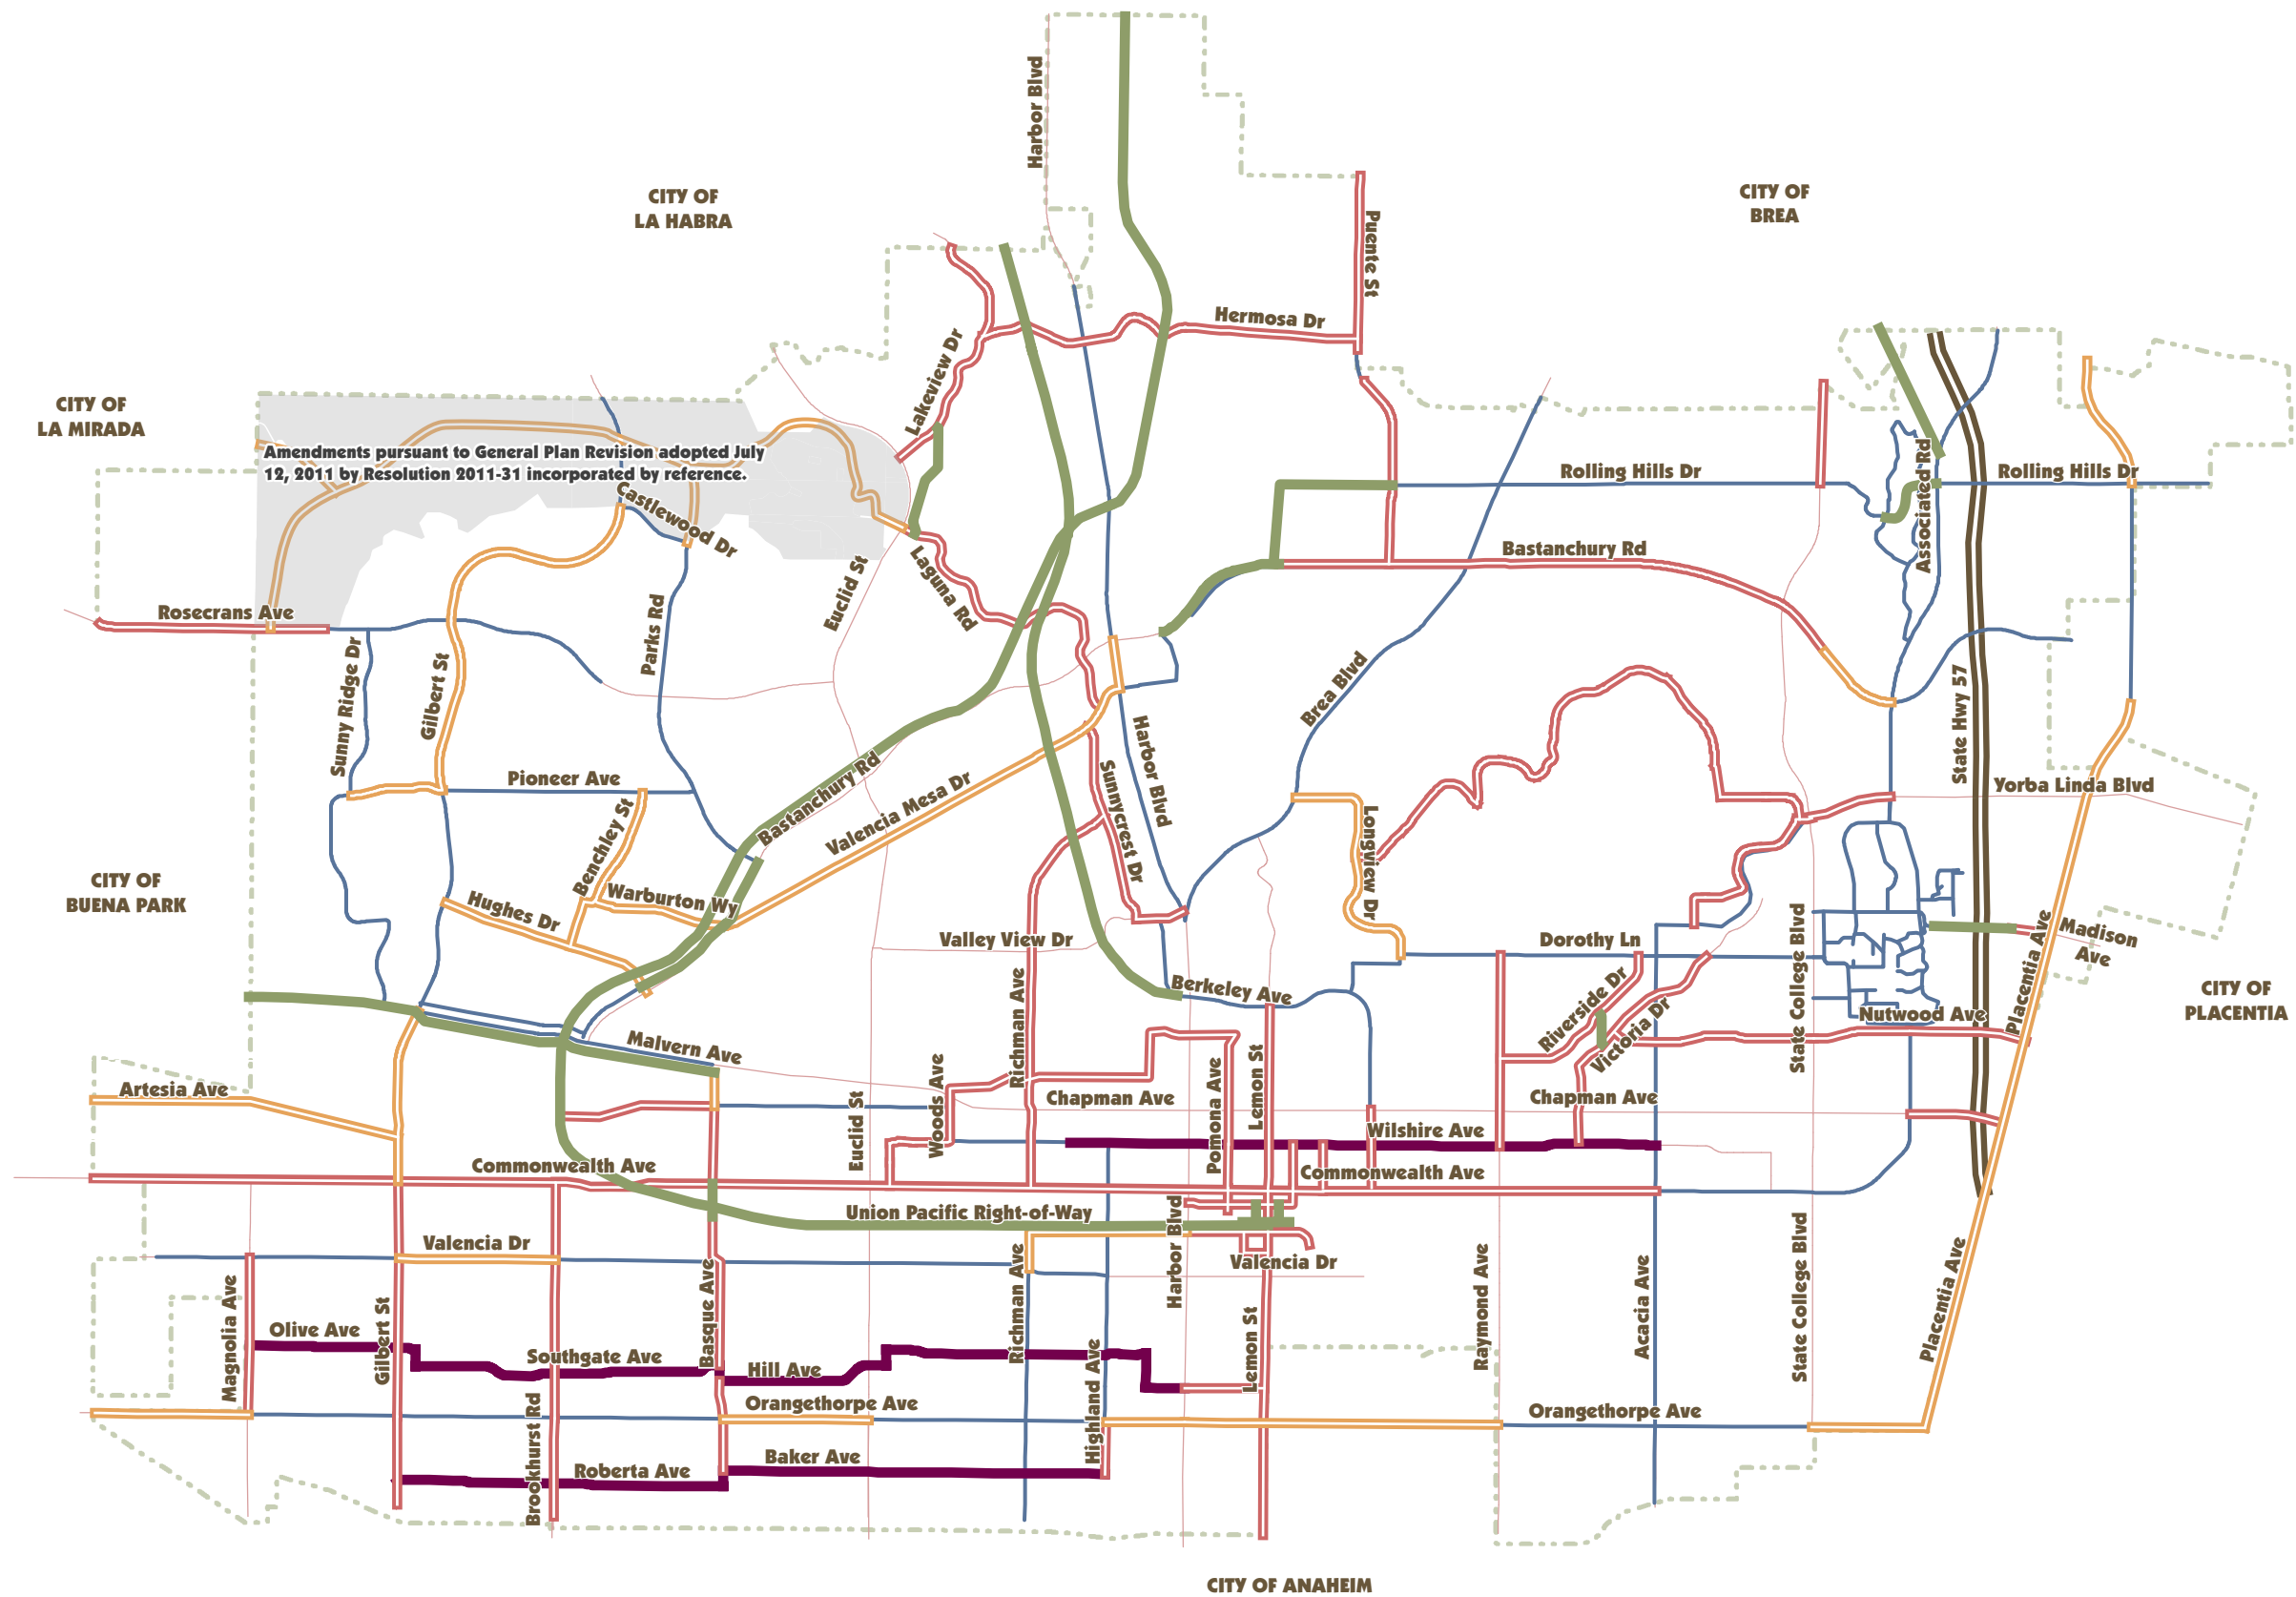 Harbor Blvd
CITY OF
LA HABRA
CITY OF
BREA
Puente St
Hermosa Dr
Lakeview Dr
CITY OF
LA MIRADA
Amendments pursuant to General Plan Revision adopted July
12, 2011 by Resolution 2011-31 incorporated by reference.
Castlewood Dr
Rolling Hills Dr
Associated Rd
Rolling Hills Dr
Bastanchury Rd
Euclid St
Laguna Rd
Rosecrans Ave
Parks Rd
Sunny Ridge Dr
Gilbert St
Brea Blvd
State Hwy 57
Harbor Blvd
Pioneer Ave
Bastanchury Rd
Valencia Mesa Dr
Sunnycrest Dr
Longview Dr
Yorba Linda Blvd
Benchley St
CITY OF
BUENA PARK
Hughes Dr
Warburton Wy
Valley View Dr
Dorothy Ln
State College Blvd
Madison
Ave
Placentia Ave
Richman Ave
Berkeley Ave
Riverside Dr
Victoria Dr
Nutwood Ave
CITY OF
PLACENTIA
Malvern Ave
Artesia Ave
Woods Ave
Euclid St
Chapman Ave
Pomona Ave
Lemon St
Chapman Ave
Wilshire Ave
Commonwealth Ave
Commonwealth Ave
Union Pacific Right-of-Way
Harbor Blvd
Valencia Dr
Valencia Dr
Richman Ave
Raymond Ave
Acacia Ave
State College Blvd
Placentia Ave
Magnolia Ave
Olive Ave
Gilbert St
Southgate Ave
Basque Ave
Hill Ave
Highland Ave
Lemon St
Orangethorpe Ave
Orangethorpe Ave
Brookhurst Rd
Roberta Ave
Baker Ave
CITY OF ANAHEIM